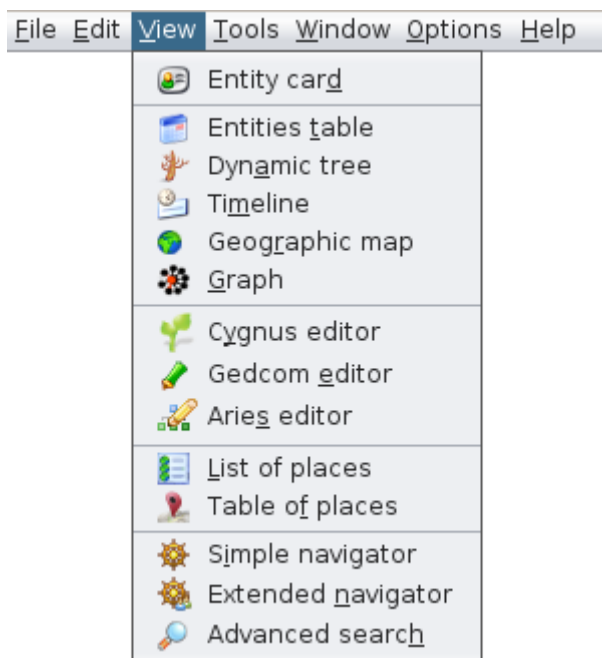 File Edit View Tools Window Options Help
Entity card
Entities table
Dynamic tree
Timeline
Geographic map
Graph
Cygnus editor
Gedcom editor
Aries editor
List of places
Table of places
Simple navigator
Extended navigator
Advanced search